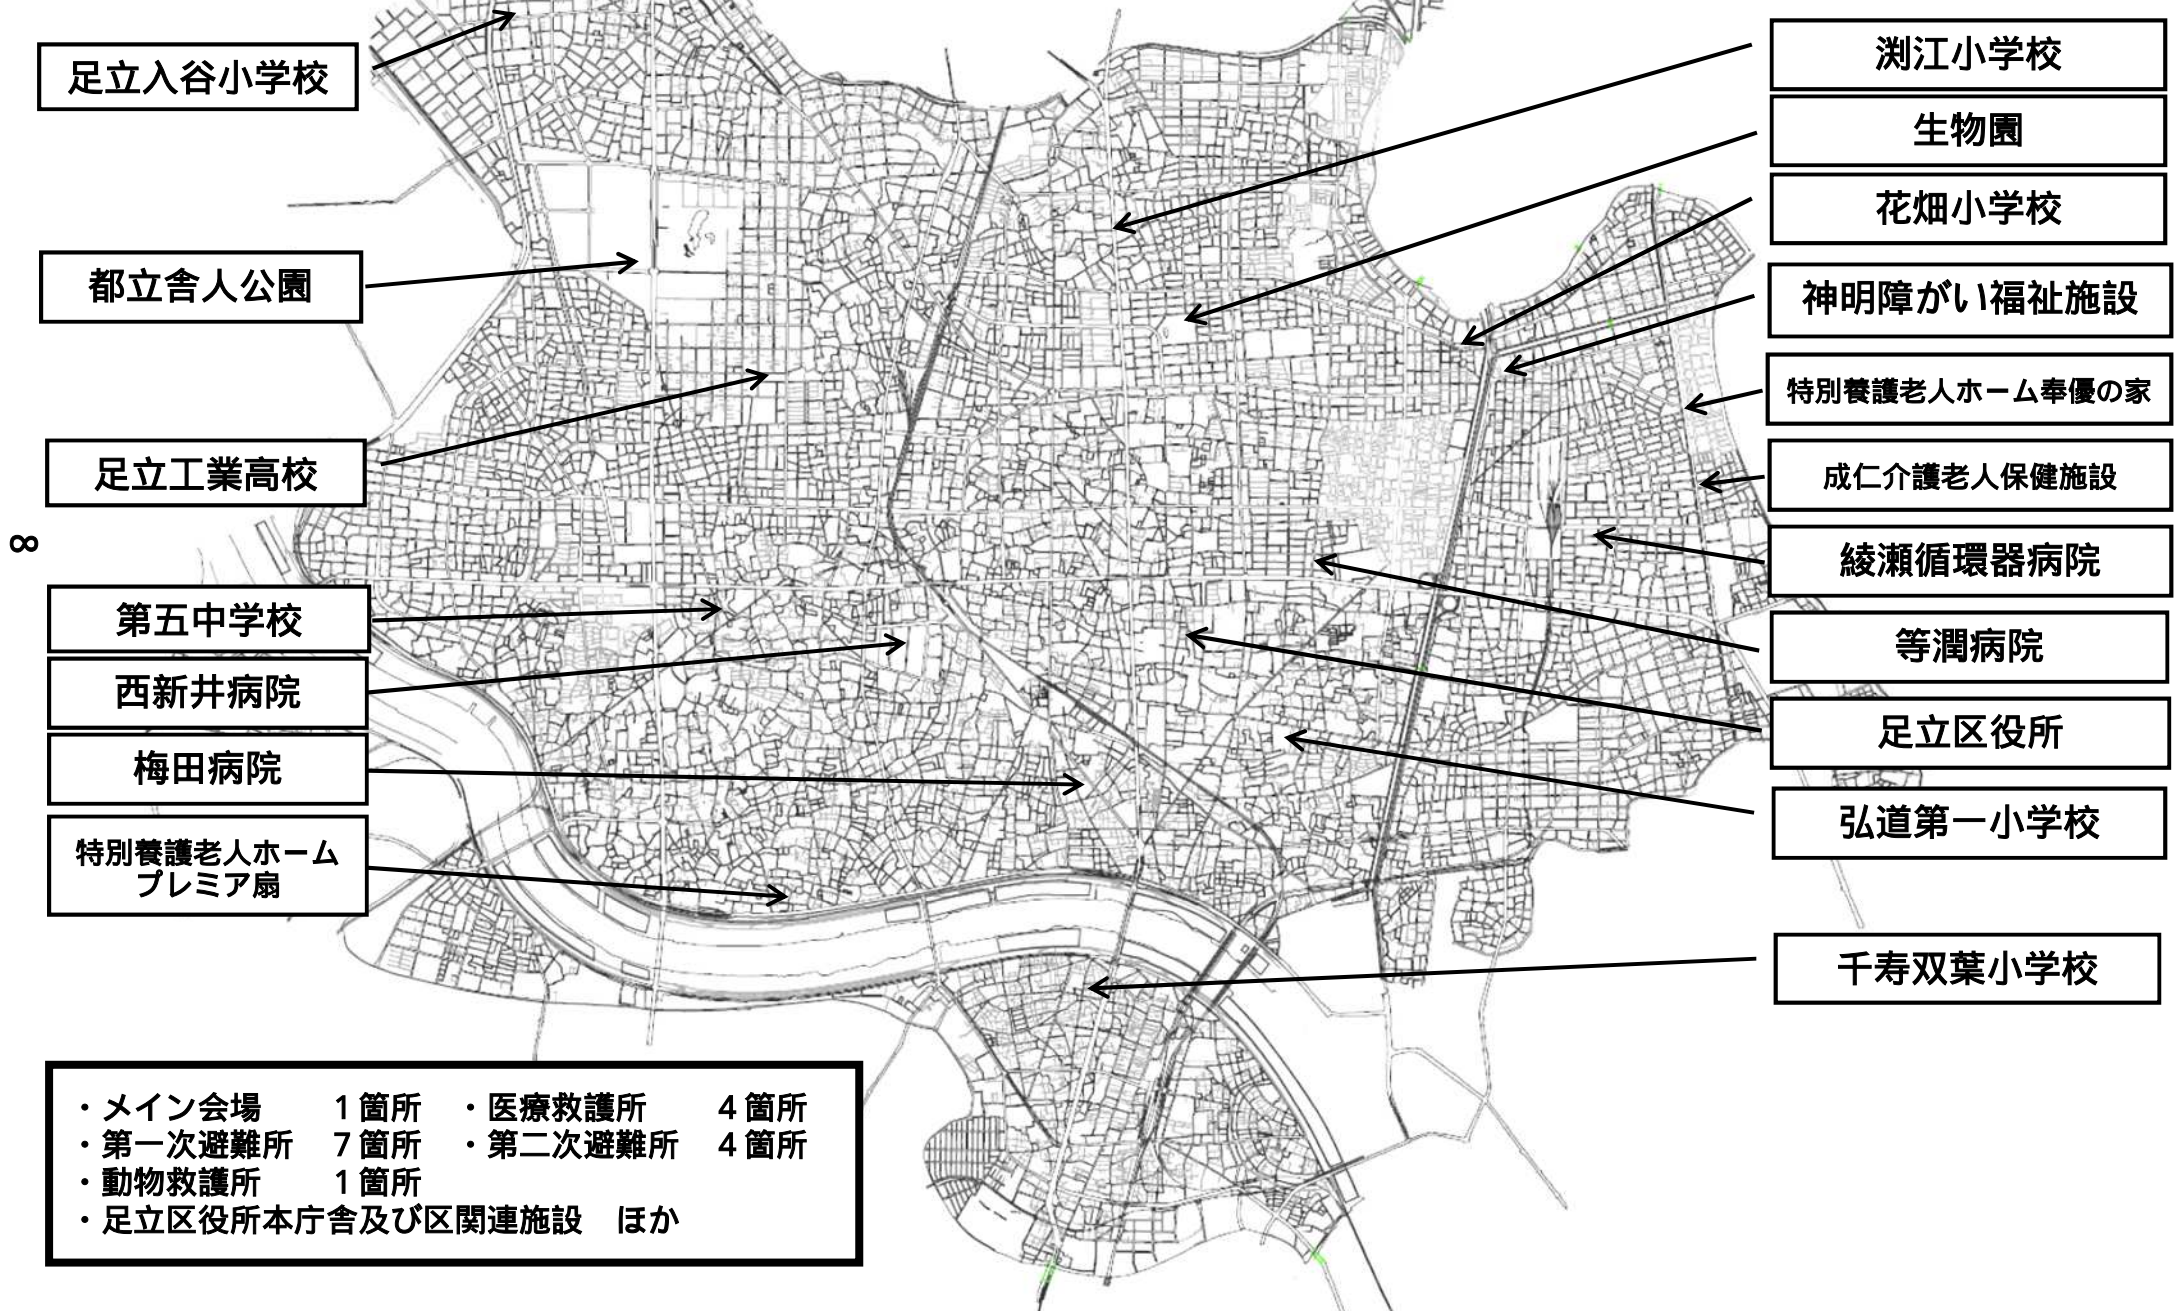 足立入谷小学校
都立舎人公園
足立工業高校
8
第五中学校
西新井病院
梅田病院
特別養護老人ホーム
プレミア扇
渕江小学校
生物園
花畑小学校
神明障がい福祉施設
特別養護老人ホーム奉優の家
成仁介護老人保健施設
綾瀬循環器病院
等潤病院
足立区役所
弘道第一小学校
千寿双葉小学校
・メイン会場　　1箇所　・医療救護所　　4箇所
・第一次避難所　7箇所　・第二次避難所　4箇所
・動物救護所　　1箇所
・足立区役所本庁舎及び区関連施設　ほか